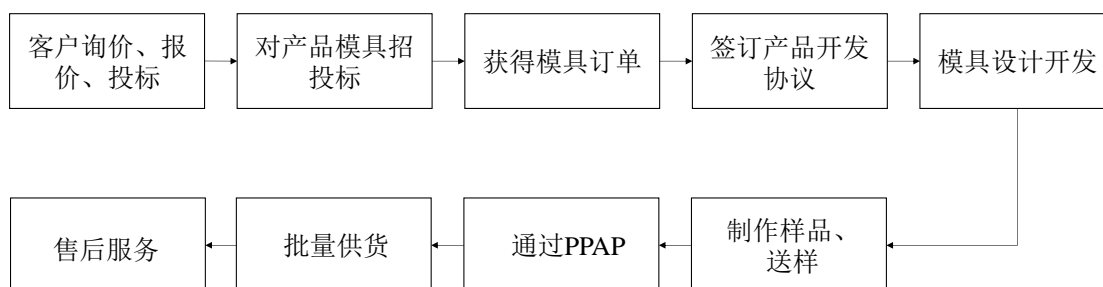 客户询价、报
价、投标
对产品模具招
投标
获得模具订单
签订产品开发
协议
模具设计开发
制作样品、
送样
通过PPAP
批量供货
售后服务